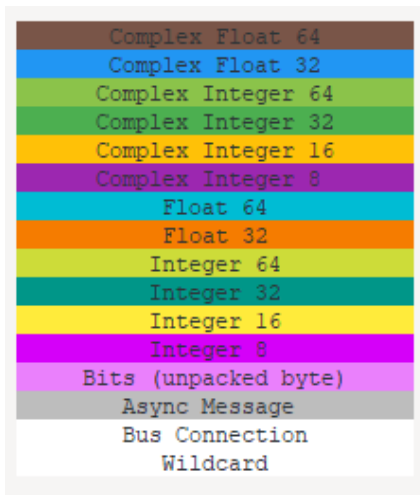 Complex Float 64
Complex Float 32
Complex Integer 64
Complex Integer 32
Complex Integer 16
Complex Integer 8
Float 64
Float 32
Integer 64
Integer 32
Integer 16
Integer 8
Bits (unpacked byte)
Async Message
Bus Connection
Wildcard